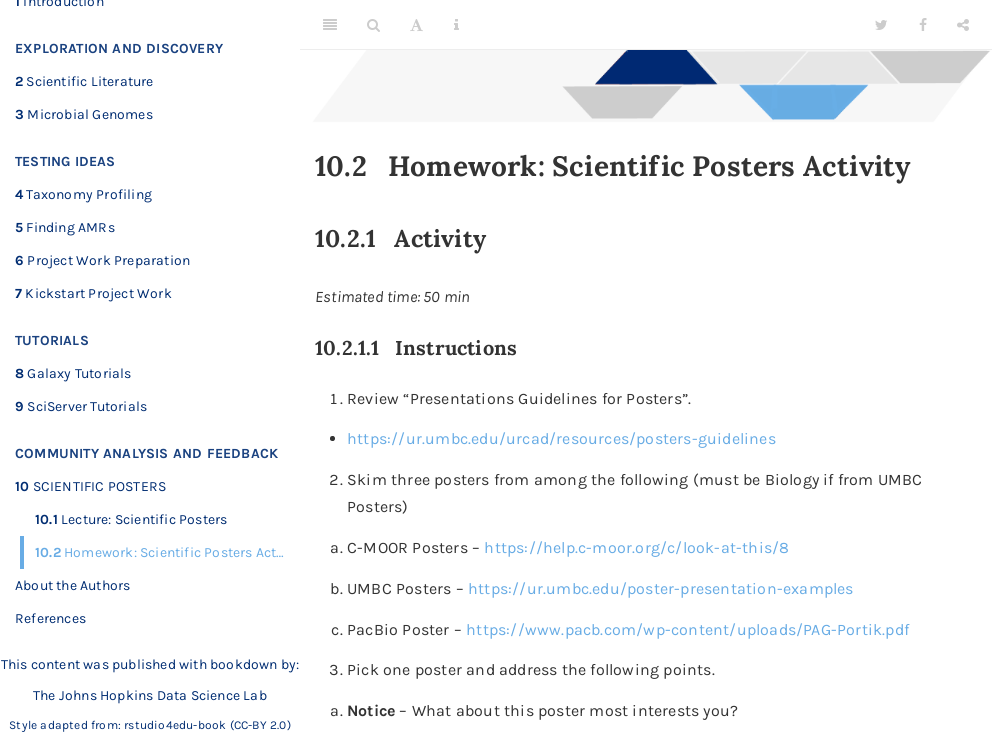 1 Introduction
EXPLORATION AND DISCOVERY
2 Scientific Literature
3 Microbial Genomes
TESTING IDEAS
4 Taxonomy Profiling
5 Finding AMRs
6 Project Work Preparation
7 Kickstart Project Work
TUTORIALS
8 Galaxy Tutorials
9 SciServer Tutorials
COMMUNITY ANALYSIS AND FEEDBACK
10 SCIENTIFIC POSTERS
10.1 Lecture: Scientific Posters
10.2 Homework: Scientific Posters Act…
About the Authors
References
This content was published with bookdown by:
The Johns Hopkins Data Science Lab
Style adapted from: rstudio4edu-book (CC-BY 2.0)
10.2 Homework: Scientific Posters Activity
10.2.1 Activity
Estimated time: 50 min
10.2.1.1 Instructions
1. Review “Presentations Guidelines for Posters”.
• https://ur.umbc.edu/urcad/resources/posters-guidelines
2. Skim three posters from among the following (must be Biology if from UMBC
Posters)
a. C-MOOR Posters – https://help.c-moor.org/c/look-at-this/8
b. UMBC Posters – https://ur.umbc.edu/poster-presentation-examples
c. PacBio Poster – https://www.pacb.com/wp-content/uploads/PAG-Portik.pdf
3. Pick one poster and address the following points.
a. Notice – What about this poster most interests you?